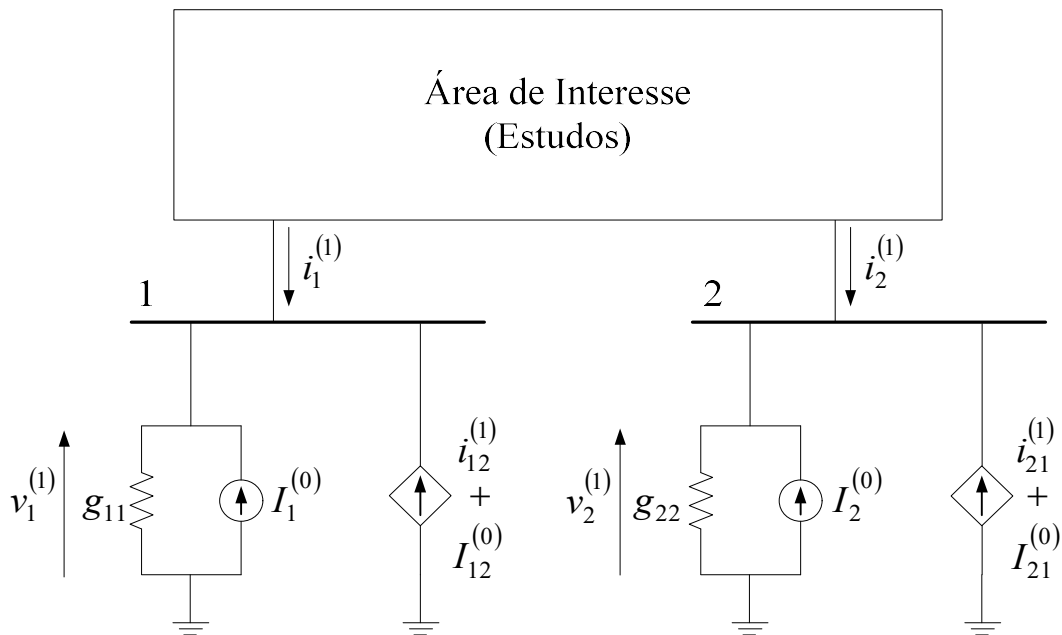 Área de Interesse
(Estudos)
i₁⁽¹⁾
i₂⁽¹⁾
1
2
v₁⁽¹⁾
g₁₁
I₁⁽⁰⁾
i₁₂⁽¹⁾
+
I₁₂⁽⁰⁾
v₂⁽¹⁾
g₂₂
I₂⁽⁰⁾
i₂₁⁽¹⁾
+
I₂₁⁽⁰⁾